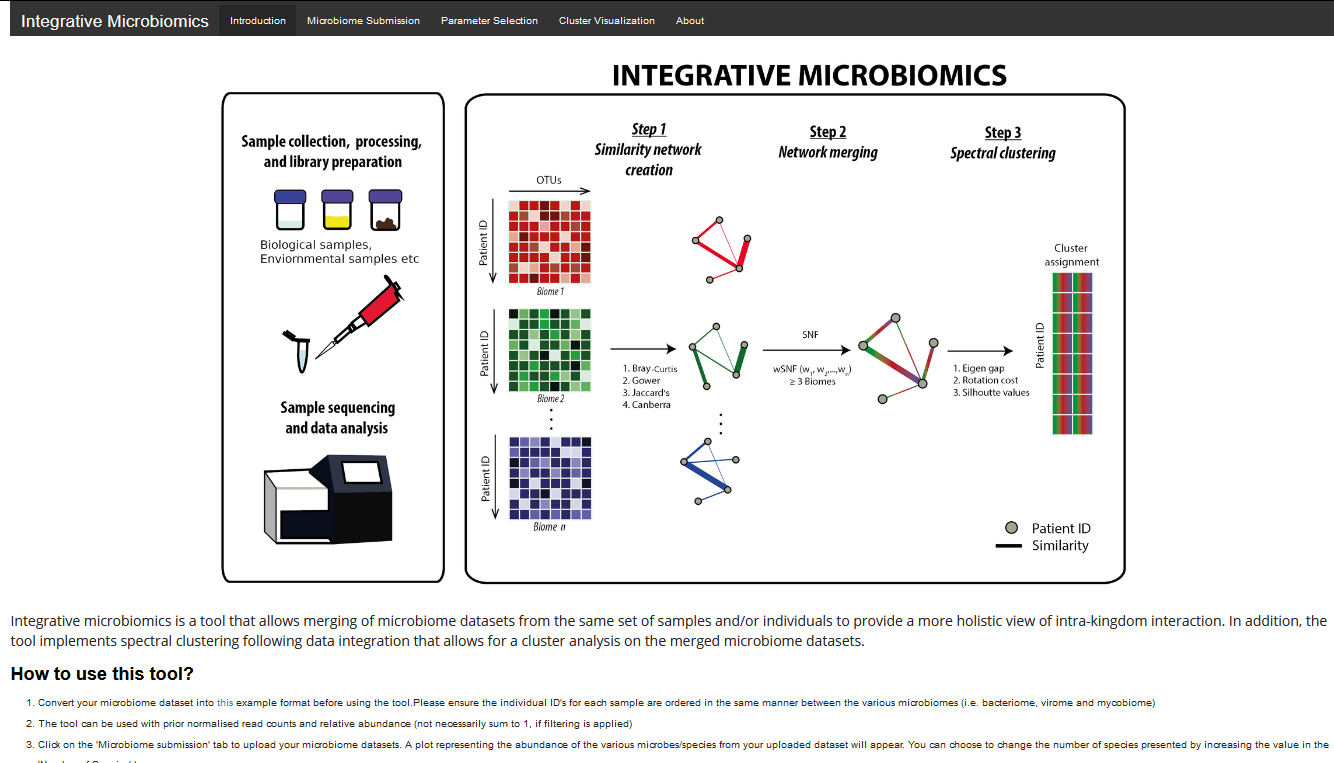 Integrative Microbiomics
Introduction
Microbiome Submission
Parameter Selection
Cluster Visualization
About
INTEGRATIVE MICROBIOMICS
Sample collection, processing,
and library preparation
Biological samples,
Enviornmental samples etc
Sample sequencing
and data analysis
Step 1
Similarity network
creation
Step 2
Network merging
Step 3
Spectral clustering
OTUs
Patient ID
Biome 1
Patient ID
Biome 2
Patient ID
Biome n
1. Bray-Curtis
2. Gower
3. Jaccard's
4. Canberra
SNF
wSNF (w1, w2,...,wn)
≥ 3 Biomes
1. Eigen gap
2. Rotation cost
3. Silhoutte values
Cluster
assignment
Patient ID
Patient ID
Similarity
Integrative microbiomics is a tool that allows merging of microbiome datasets from the same set of samples and/or individuals to provide a more holistic view of intra-kingdom interaction. In addition, the
tool implements spectral clustering following data integration that allows for a cluster analysis on the merged microbiome datasets.
How to use this tool?
1. Convert your microbiome dataset into this example format before using the tool.Please ensure the individual ID's for each sample are ordered in the same manner between the various microbiomes (i.e. bacteriome, virome and mycobiome)
2. The tool can be used with prior normalised read counts and relative abundance (not necessarily sum to 1, if filtering is applied)
3. Click on the 'Microbiome submission' tab to upload your microbiome datasets. A plot representing the abundance of the various microbes/species from your uploaded dataset will appear. You can choose to change the number of species presented by increasing the value in the